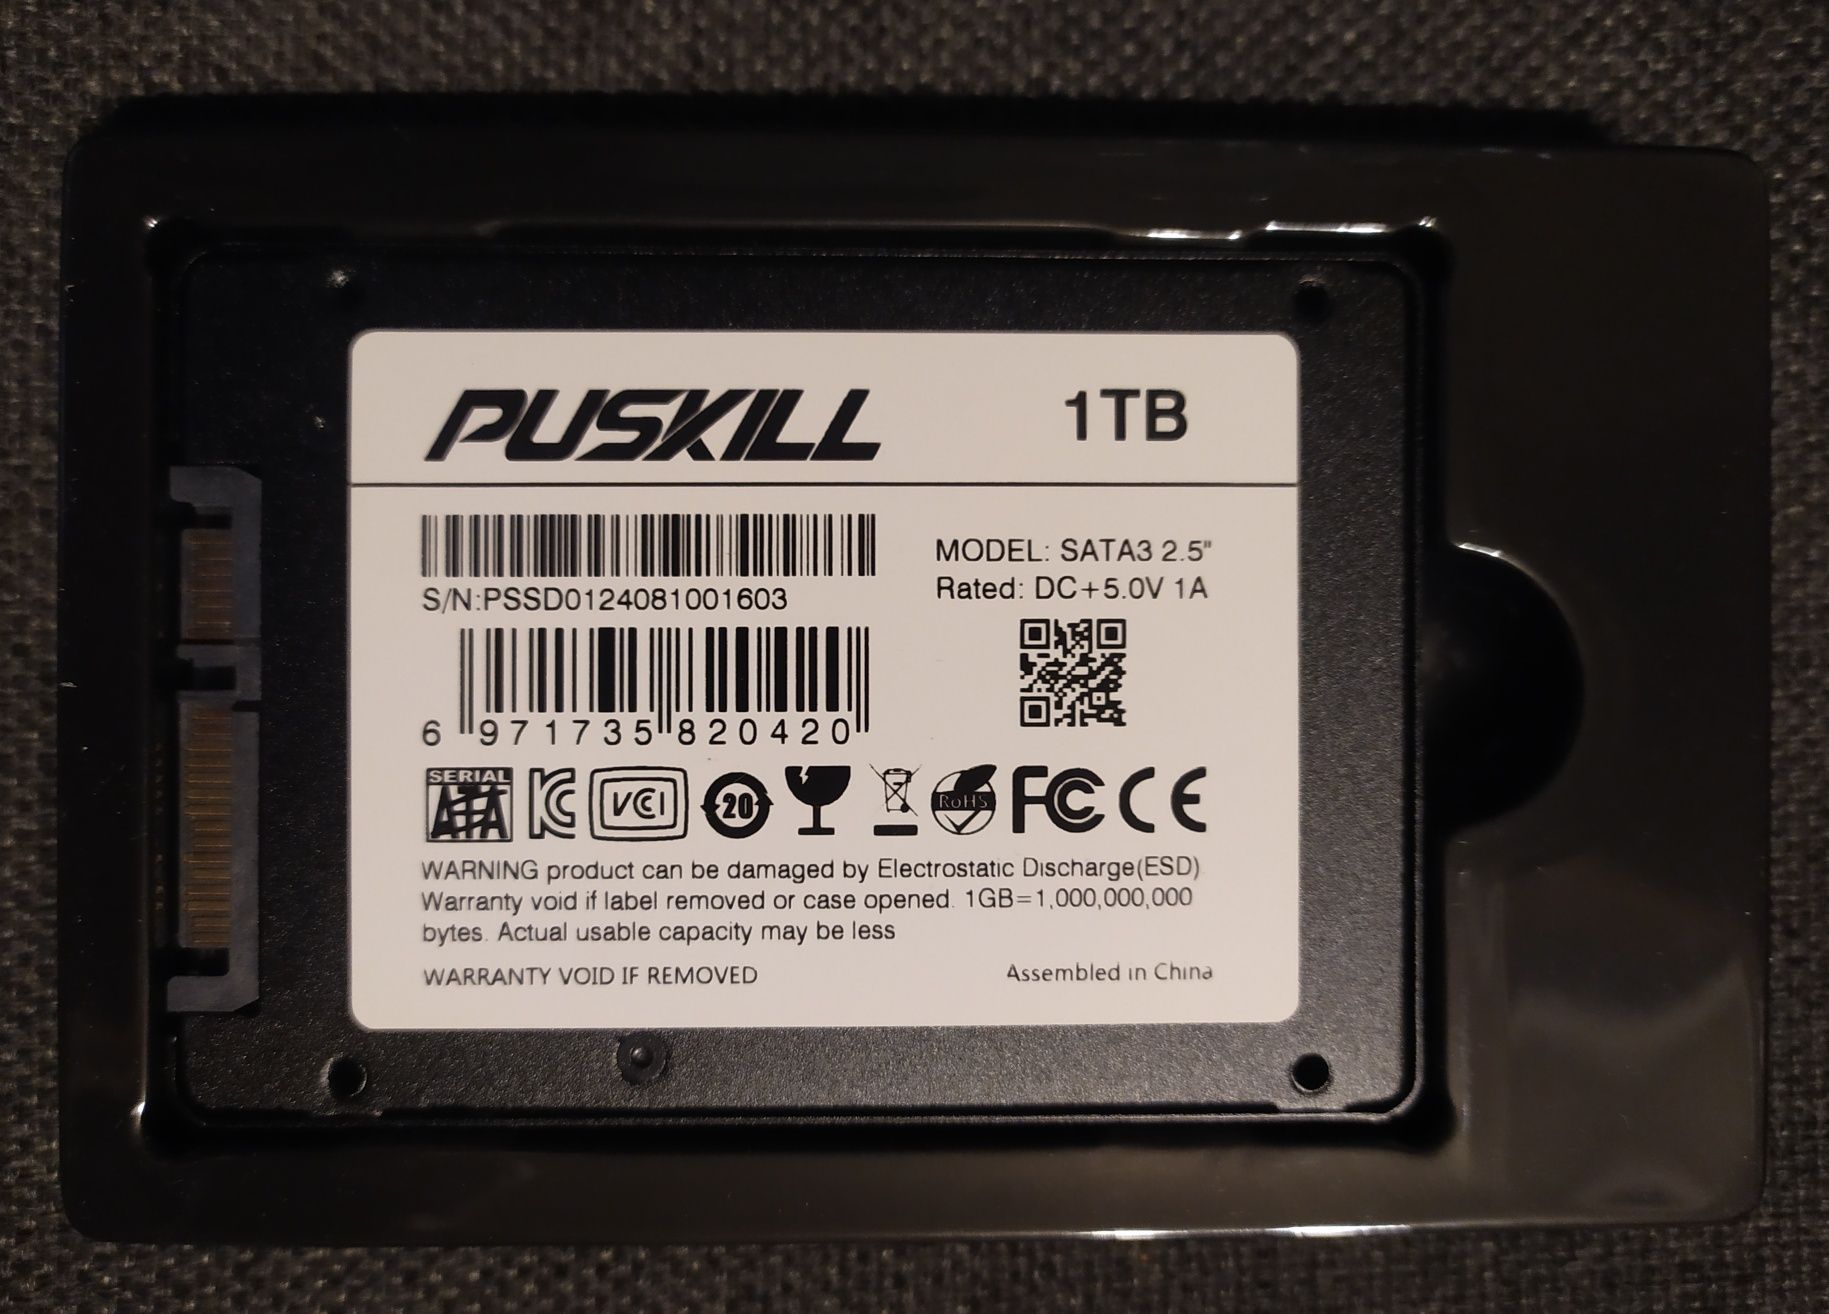 PUSKILL 1TB
MODEL: SATA3 2.5"
S/N:PSSD0124081001603
Rated: DC+5.0V 1A
6 971735 820420
SERIAL
ATA KC VCCI 20 RoHS FC CE
WARNING product can be damaged by Electrostatic Discharge(ESD)
Warranty void if label removed or case opened. 1GB=1,000,000,000
bytes. Actual usable capacity may be less
WARRANTY VOID IF REMOVED
Assembled in China